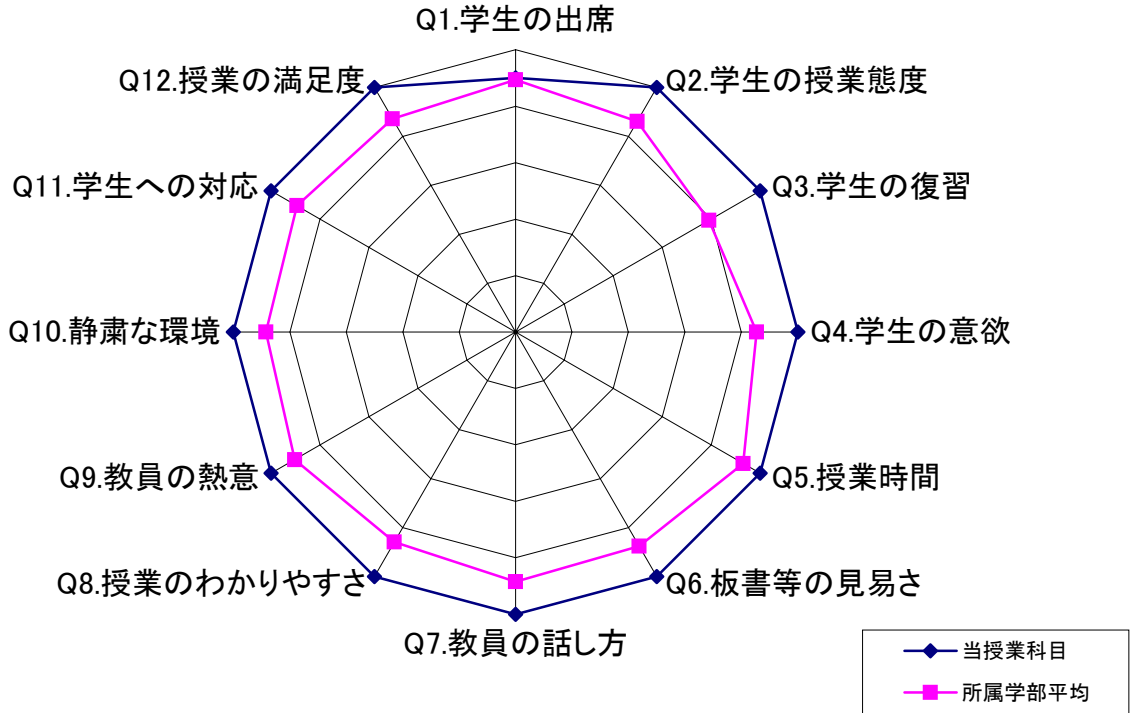 Q1.学生の出席
Q2.学生の授業態度
Q3.学生の復習
Q4.学生の意欲
Q5.授業時間
Q6.板書等の見易さ
Q7.教員の話し方
Q8.授業のわかりやすさ
Q9.教員の熱意
Q10.静粛な環境
Q11.学生への対応
Q12.授業の満足度
当授業科目
所属学部平均